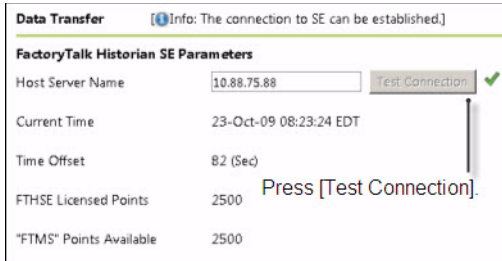 Data Transfer [Info: The connection to SE can be established.]
FactoryTalk Historian SE Parameters
Host Server Name 10.88.75.88 Test Connection
Current Time 23-Oct-09 08:23:24 EDT
Time Offset 82 (Sec)
Press [Test Connection].
FTHSE Licensed Points 2500
"FTMS" Points Available 2500